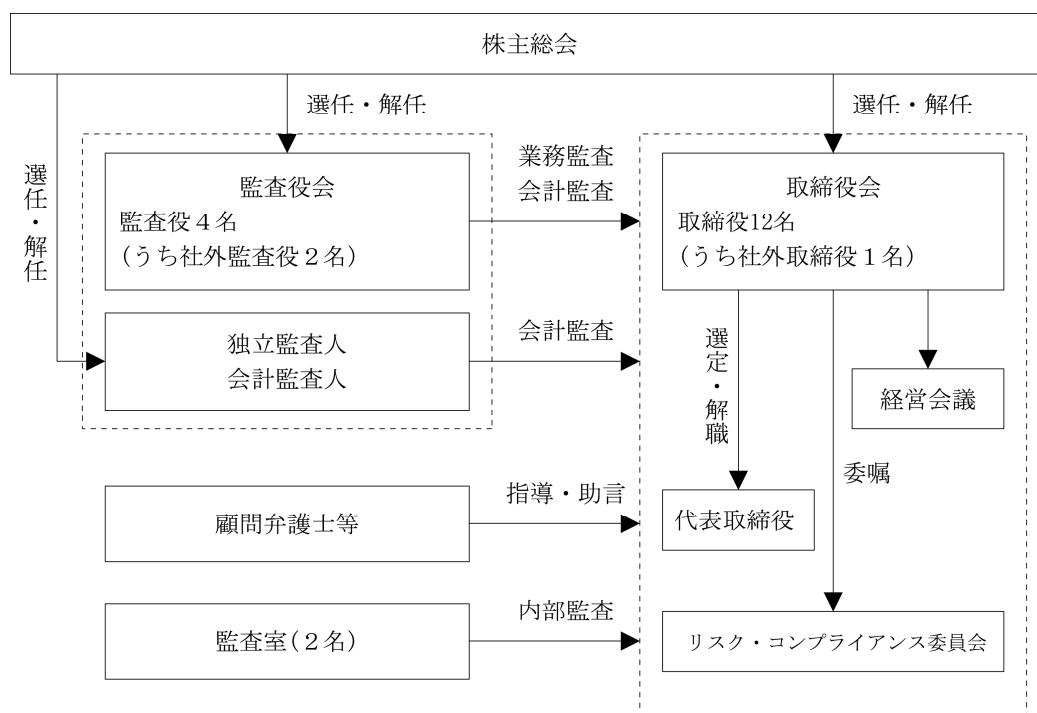 株主総会
選任・解任
選任・解任
選任・解任
監査役会
監査役４名
(うち社外監査役２名)
業務監査
会計監査
取締役会
取締役12名
(うち社外取締役１名)
独立監査人
会計監査人
会計監査
選定・解職
経営会議
委嘱
顧問弁護士等
指導・助言
代表取締役
監査室(２名)
内部監査
リスク・コンプライアンス委員会